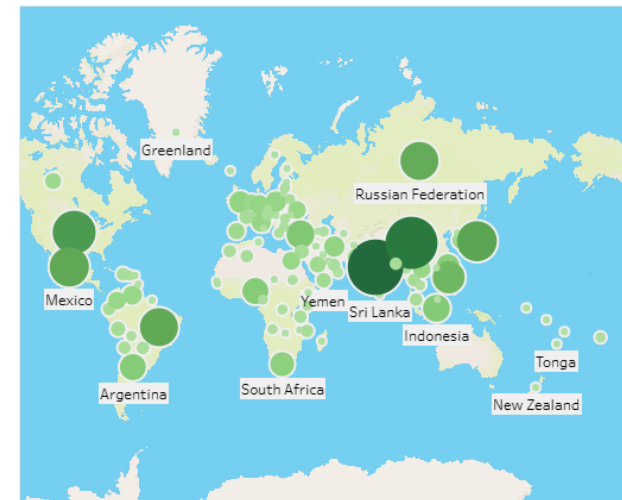 Greenland
Russian Federation
Mexico
Yemen
Sri Lanka
Indonesia
Tonga
Argentina
South Africa
New Zealand